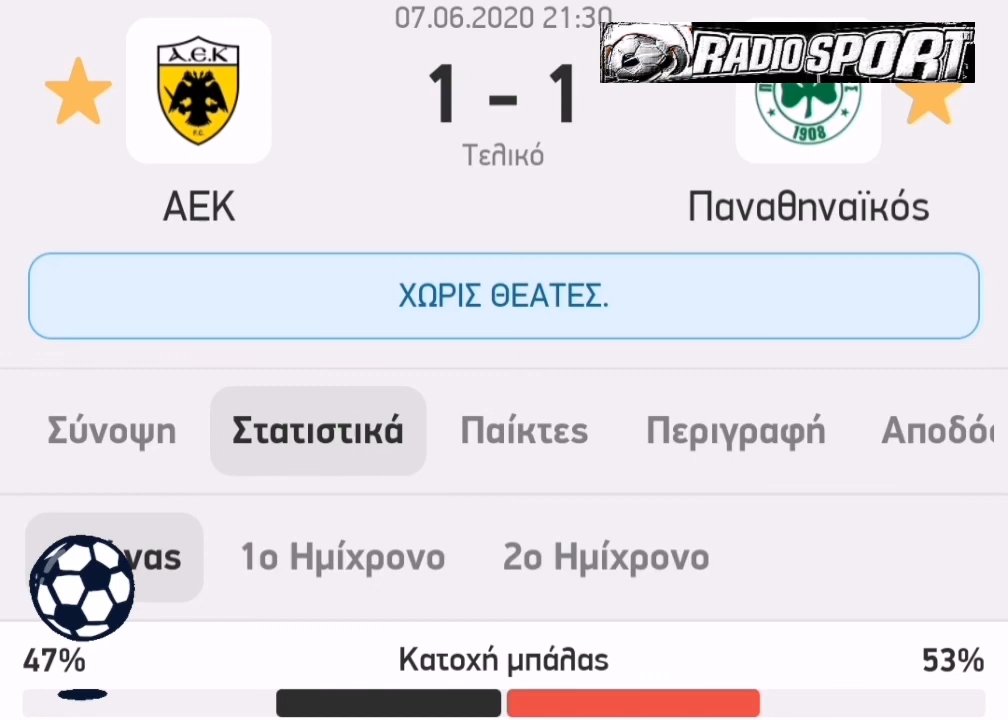 07.06.2020 21:30
RADIO SPORT
Α.Ε.Κ
F.C.
1 - 1
1908
Τελικό
ΑΕΚ
Παναθηναϊκός
ΧΩΡΙΣ ΘΕΑΤΕΣ.
Σύνοψη Στατιστικά Παίκτες Περιγραφή
1ο Ημίχρονο 2ο Ημίχρονο
47% Κατοχή μπάλας 53%